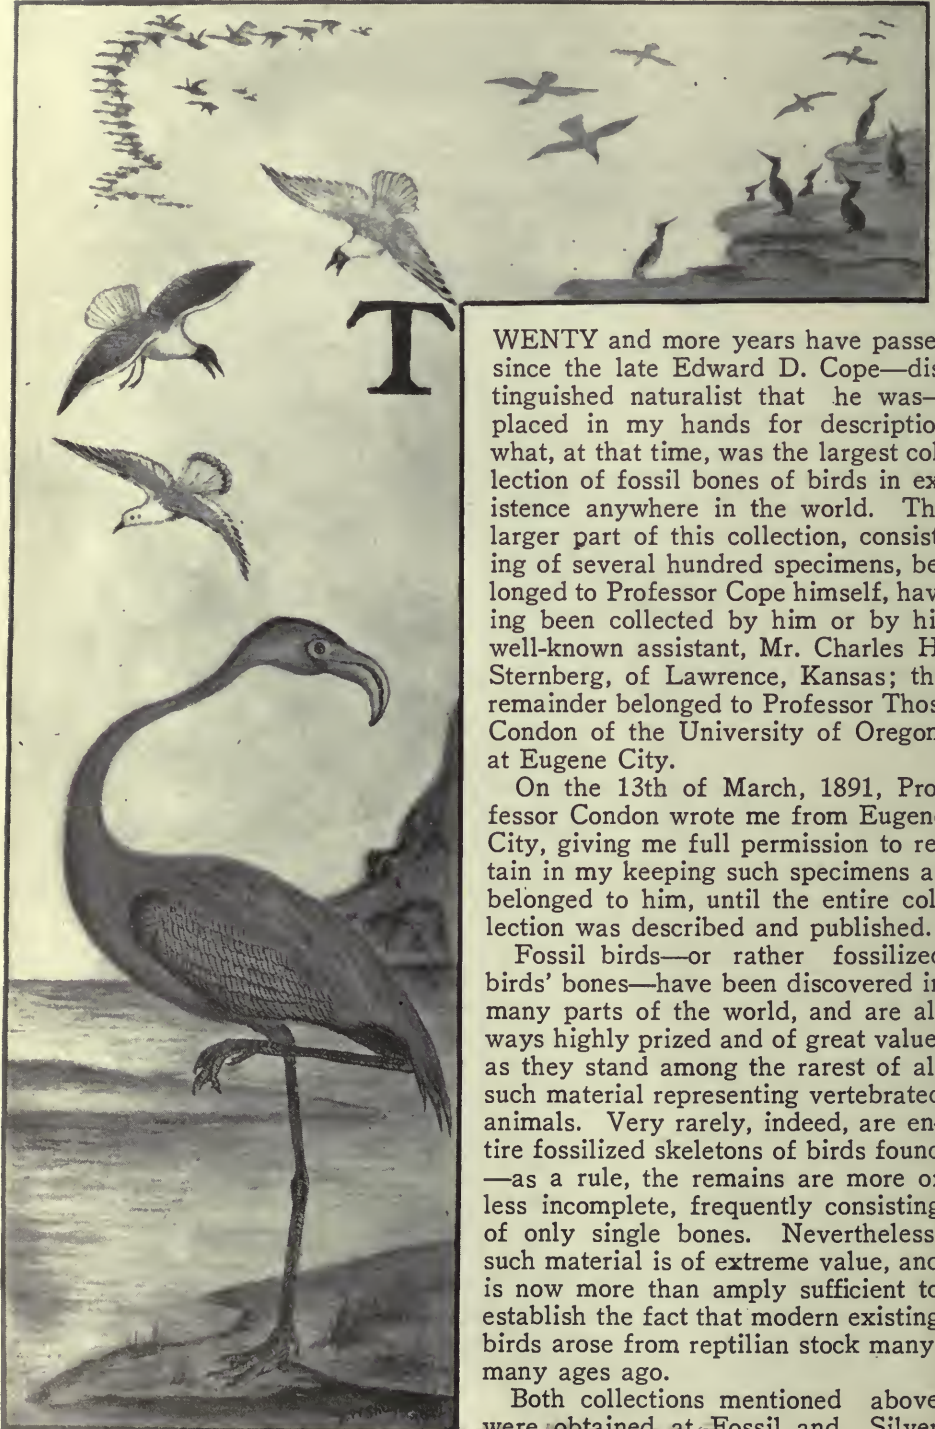 TWENTY and more years have passe
since the late Edward D. Cope—dis
tinguished naturalist that he was—
placed in my hands for descriptio
what, at that time, was the largest col
lection of fossil bones of birds in ex
istence anywhere in the world. Th
larger part of this collection, consist
ing of several hundred specimens, be
longed to Professor Cope himself, hav
ing been collected by him or by hi
well-known assistant, Mr. Charles H
Sternberg, of Lawrence, Kansas; th
remainder belonged to Professor Thos
Condon of the University of Oregon
at Eugene City.
On the 13th of March, 1891, Pro
fessor Condon wrote me from Eugen
City, giving me full permission to re
tain in my keeping such specimens a
belonged to him, until the entire col
lection was described and published.
Fossil birds—or rather fossilized
birds' bones—have been discovered i
many parts of the world, and are al
ways highly prized and of great value
as they stand among the rarest of al
such material representing vertebrated
animals. Very rarely, indeed, are en
tire fossilized skeletons of birds found
—as a rule, the remains are more or
less incomplete, frequently consisting
of only single bones. Nevertheless
such material is of extreme value, and
is now more than amply sufficient to
establish the fact that modern existing
birds arose from reptilian stock many
many ages ago.
Both collections mentioned above
were obtained at Fossil and Silver